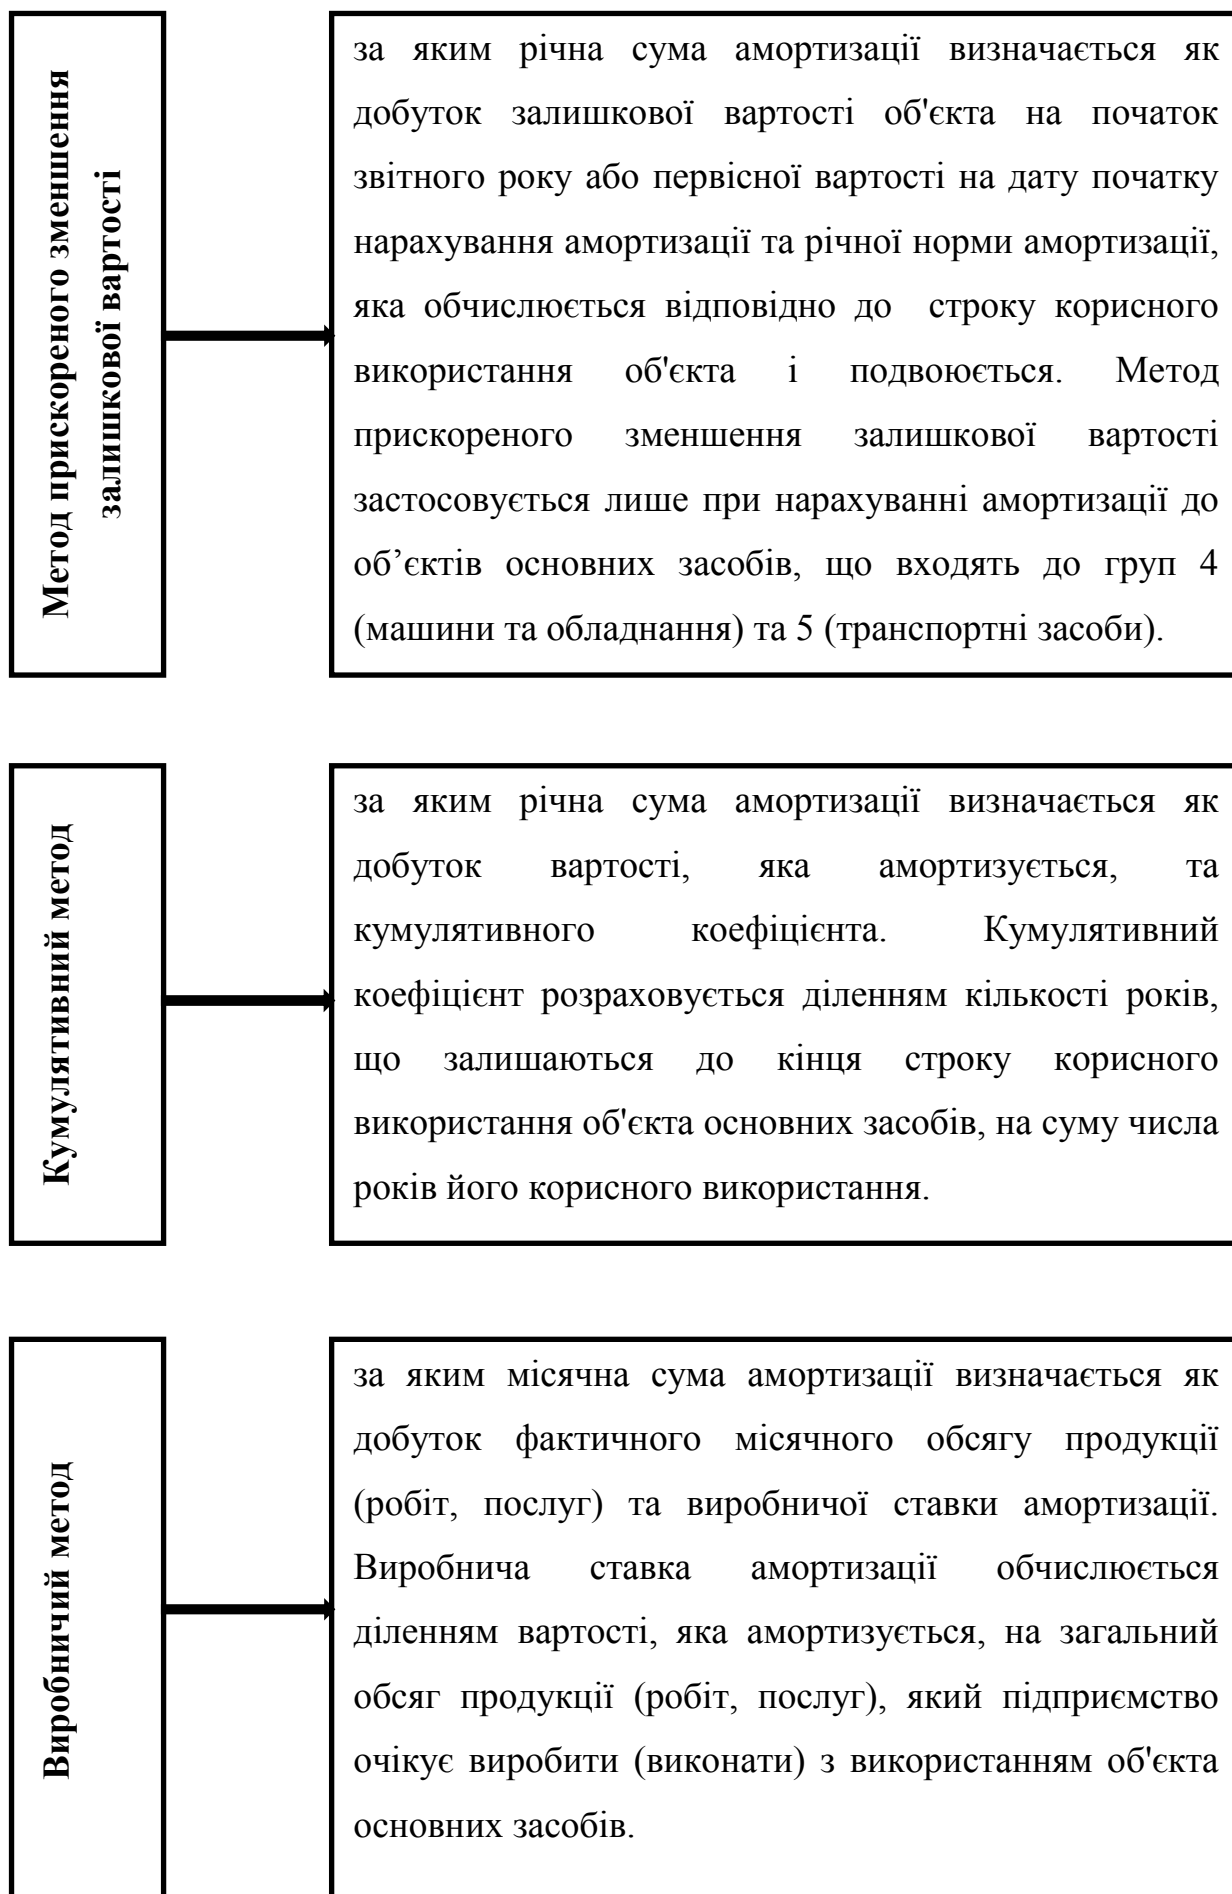 Метод прискореного зменшення
залишкової вартості
за яким річна сума амортизації визначається як
добуток залишкової вартості об'єкта на початок
звітного року або первісної вартості на дату початку
нарахування амортизації та річної норми амортизації,
яка обчислюється відповідно до строку корисного
використання об'єкта і подвоюється. Метод
прискореного зменшення залишкової вартості
застосовується лише при нарахуванні амортизації до
об’єктів основних засобів, що входять до груп 4
(машини та обладнання) та 5 (транспортні засоби).
Кумулятивний метод
за яким річна сума амортизації визначається як
добуток вартості, яка амортизується, та
кумулятивного коефіцієнта. Кумулятивний
коефіцієнт розраховується діленням кількості років,
що залишаються до кінця строку корисного
використання об'єкта основних засобів, на суму числа
років його корисного використання.
Виробничий метод
за яким місячна сума амортизації визначається як
добуток фактичного місячного обсягу продукції
(робіт, послуг) та виробничої ставки амортизації.
Виробнича ставка амортизації обчислюється
діленням вартості, яка амортизується, на загальний
обсяг продукції (робіт, послуг), який підприємство
очікує виробити (виконати) з використанням об'єкта
основних засобів.